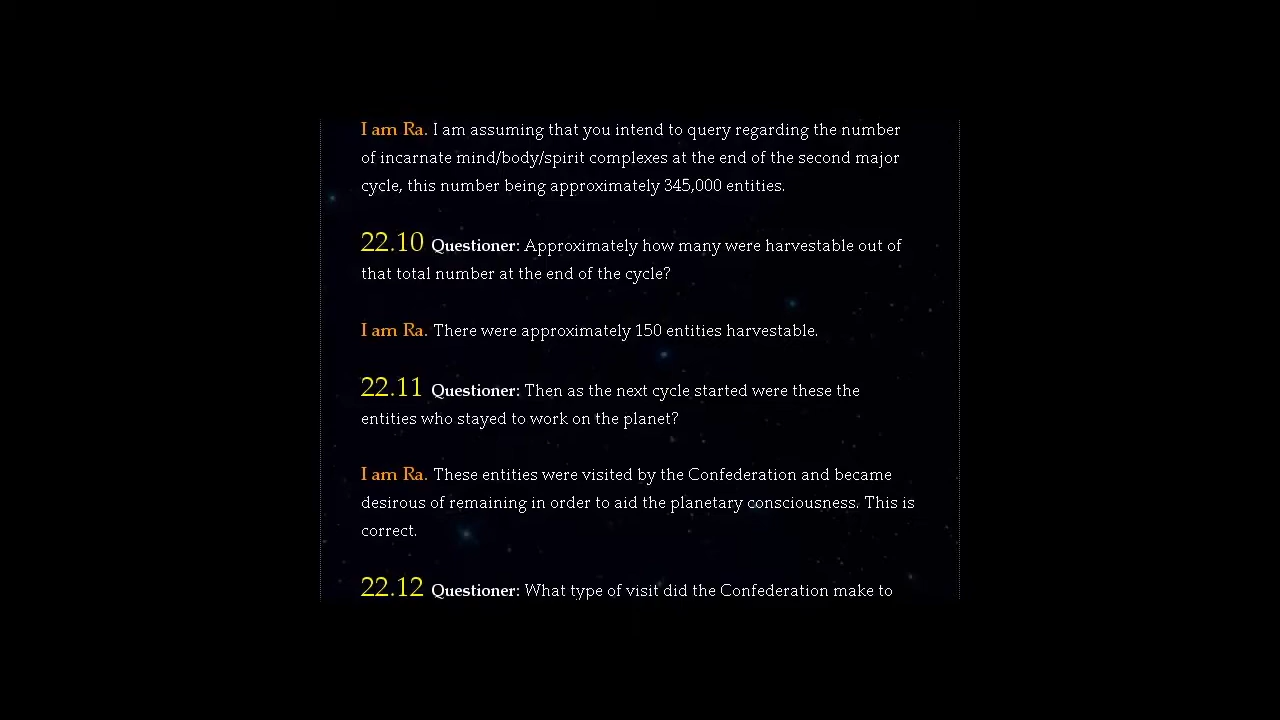 I am Ra. I am assuming that you intend to query regarding the number
of incarnate mind/body/spirit complexes at the end of the second major
cycle, this number being approximately 345,000 entities.
22.10 Questioner: Approximately how many were harvestable out of
that total number at the end of the cycle?
I am Ra. There were approximately 150 entities harvestable.
22.11 Questioner: Then as the next cycle started were these the
entities who stayed to work on the planet?
I am Ra. These entities were visited by the Confederation and became
desirous of remaining in order to aid the planetary consciousness. This is
correct.
22.12 Questioner: What type of visit did the Confederation make to